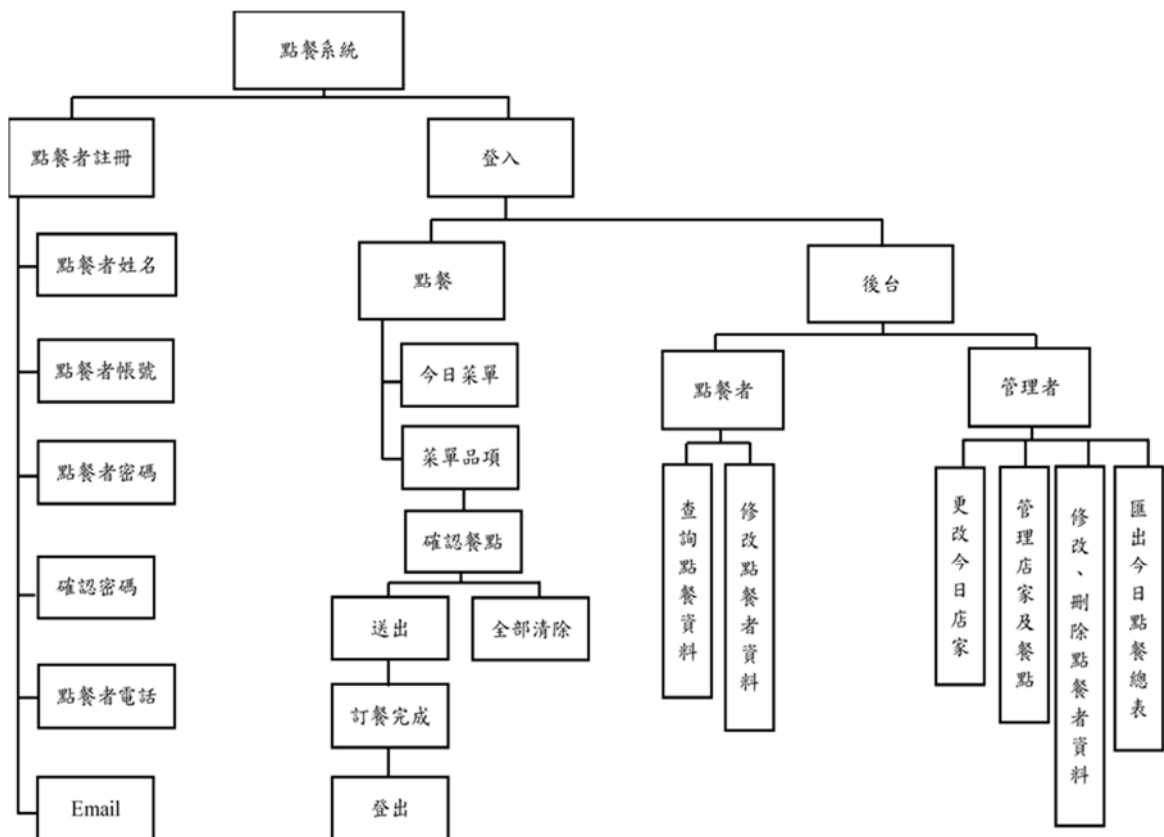 點餐系統
點餐者註冊
登入
點餐者姓名
點餐者帳號
點餐者密碼
確認密碼
點餐者電話
Email
點餐
今日菜單
菜單品項
確認餐點
送出
全部清除
訂餐完成
登出
後台
點餐者
查詢點餐資料
修改點餐者資料
管理者
更改今日店家
管理店家及餐點
修改、刪除點餐者資料
匯出今日點餐總表